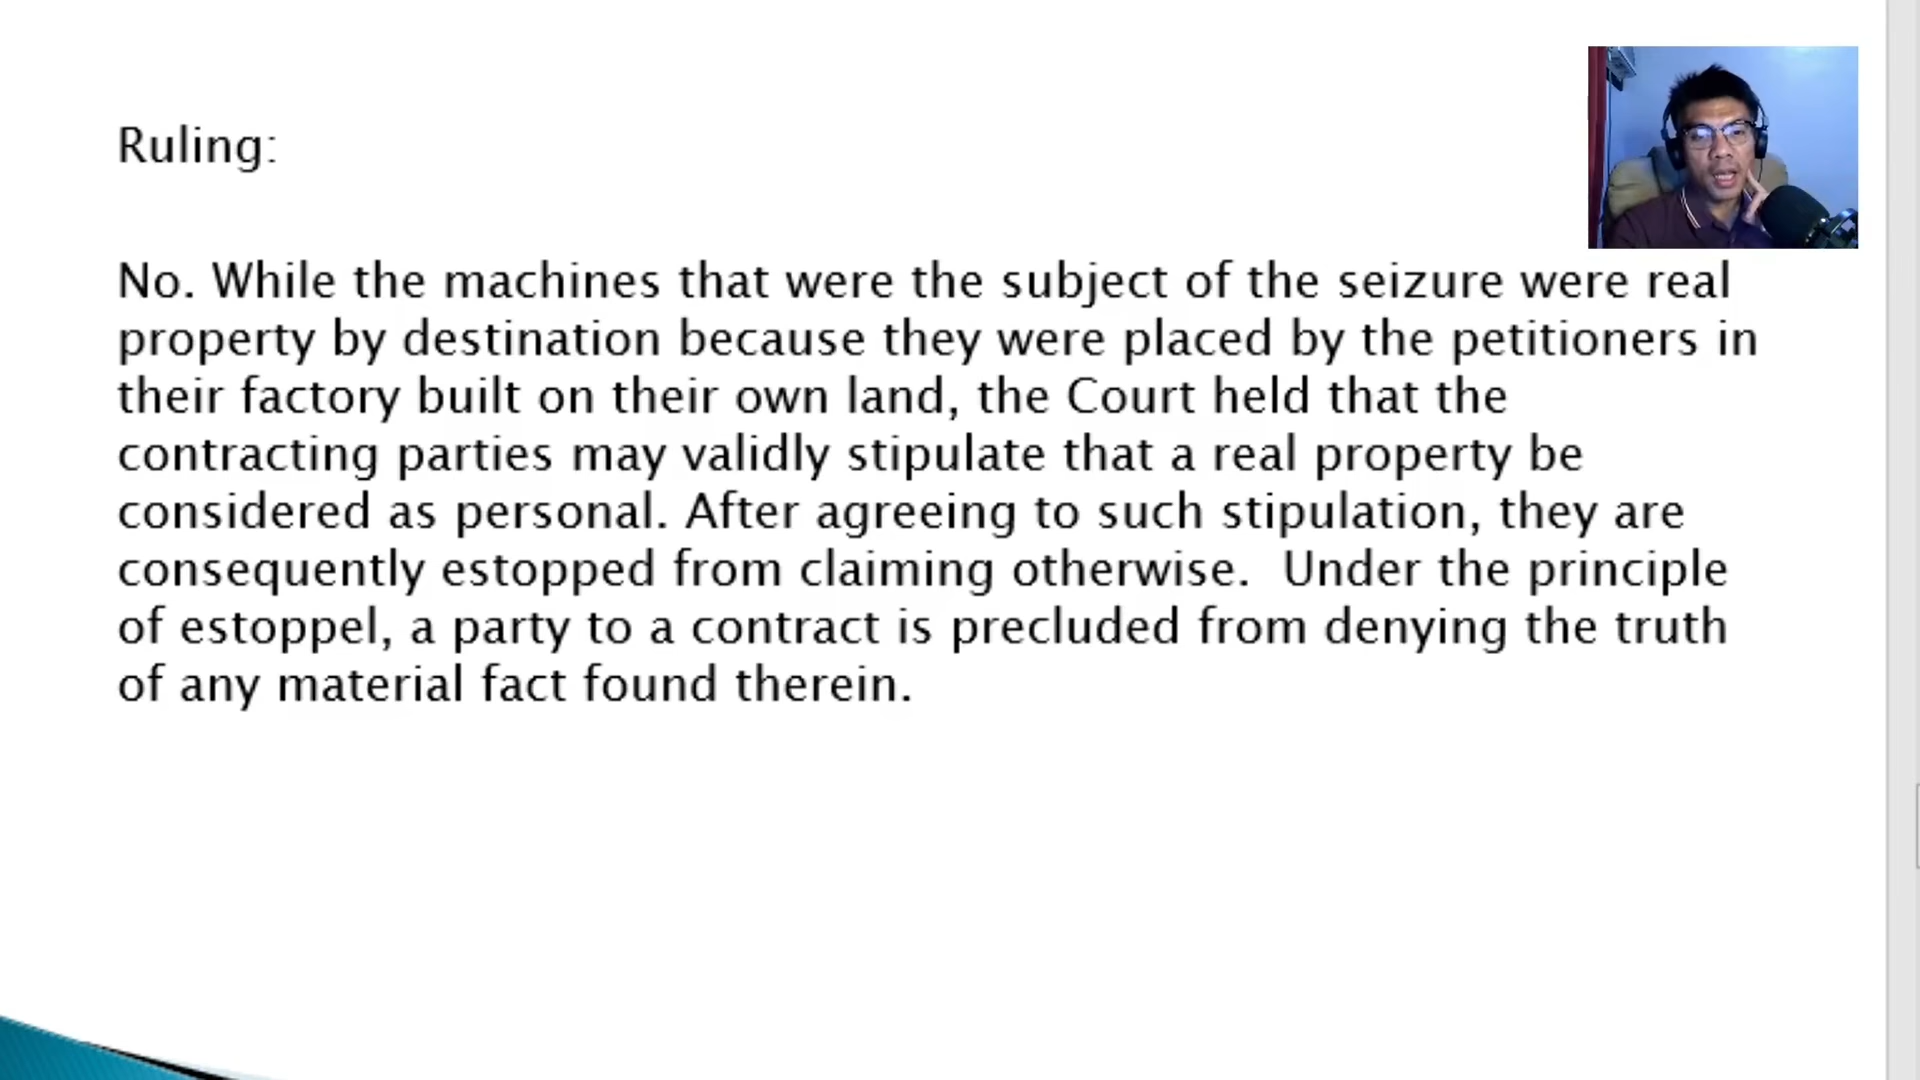 Ruling:
No. While the machines that were the subject of the seizure were real
property by destination because they were placed by the petitioners in
their factory built on their own land, the Court held that the
contracting parties may validly stipulate that a real property be
considered as personal. After agreeing to such stipulation, they are
consequently estopped from claiming otherwise.  Under the principle
of estoppel, a party to a contract is precluded from denying the truth
of any material fact found therein.